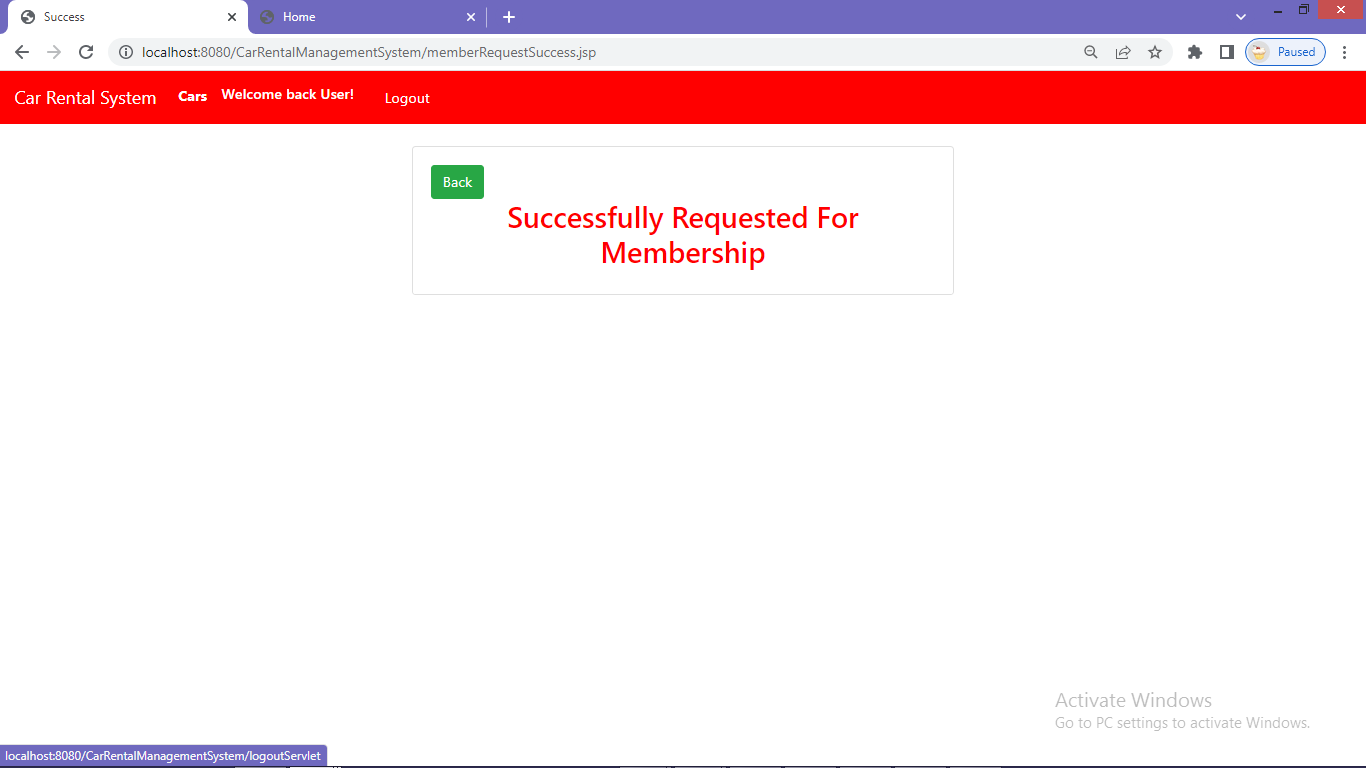 Success
Home
localhost:8080/CarRentalManagementSystem/memberRequestSuccess.jsp
Paused
Car Rental System Cars Welcome back User! Logout
Back
Successfully Requested For
Membership
Activate Windows
Go to PC settings to activate Windows.
localhost:8080/CarRentalManagementSystem/logoutServlet